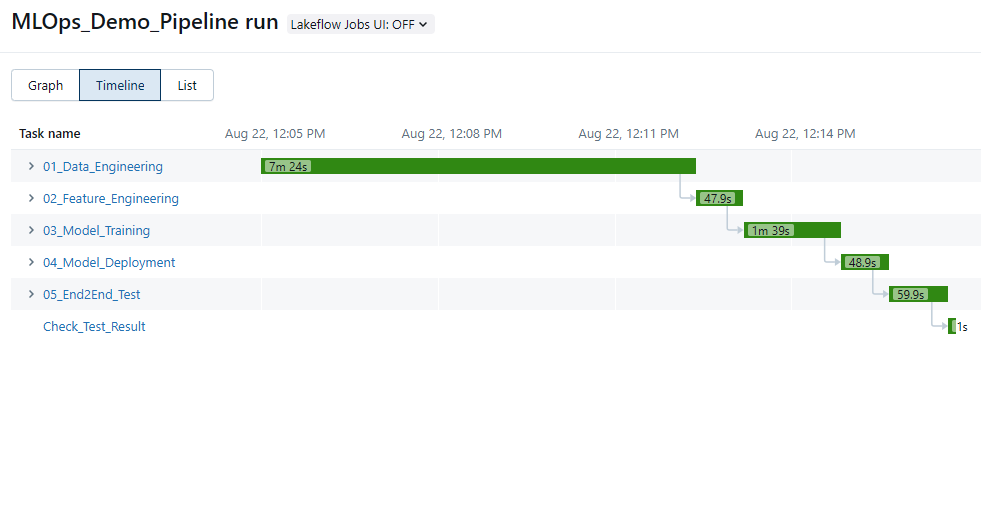 MLOps_Demo_Pipeline run Lakeflow Jobs UI: OFF
Graph Timeline List
Task name Aug 22, 12:05 PM Aug 22, 12:08 PM Aug 22, 12:11 PM Aug 22, 12:14 PM
01_Data_Engineering 7m 24s
02_Feature_Engineering 47.9s
03_Model_Training 1m 39s
04_Model_Deployment 48.9s
05_End2End_Test 59.9s
Check_Test_Result 1s